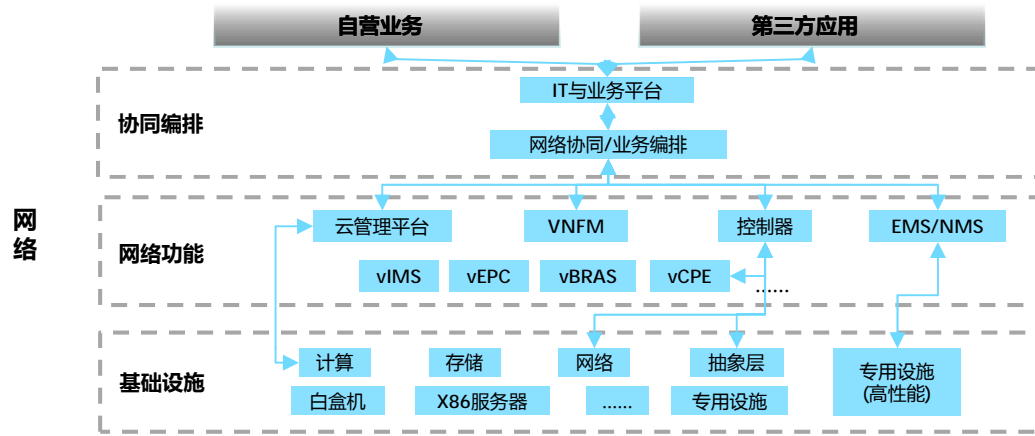 自营业务
第三方应用
IT与业务平台
协同编排
网络协同/业务编排
网络
云管理平台
VNFM
控制器
EMS/NMS
网络功能
vIMS
vEPC
vBRAS
vCPE
......
计算
存储
网络
抽象层
专用设施
(高性能)
基础设施
白盒机
X86服务器
......
专用设施